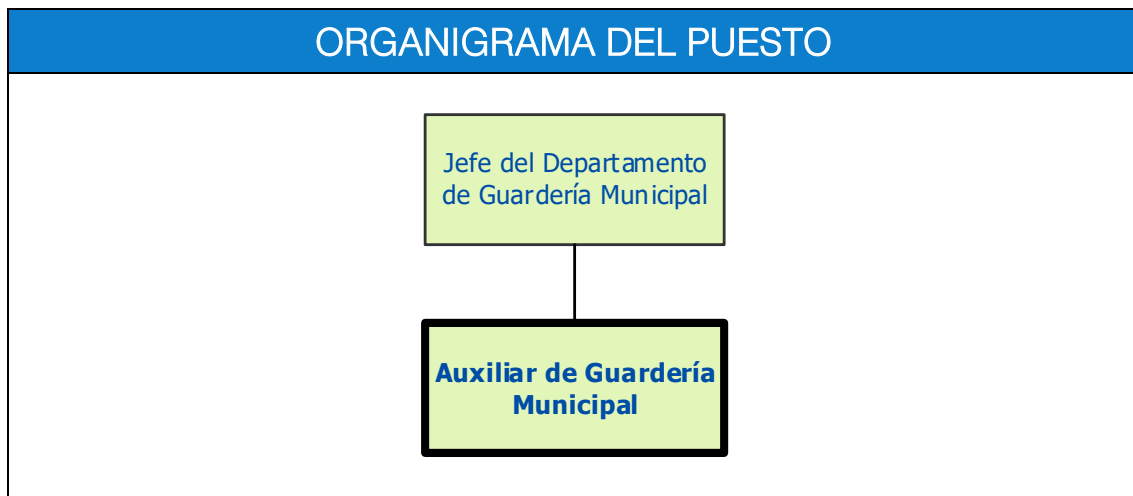 ORGANIGRAMA DEL PUESTO
Jefe del Departamento
de Guardería Municipal
Auxiliar de Guardería
Municipal